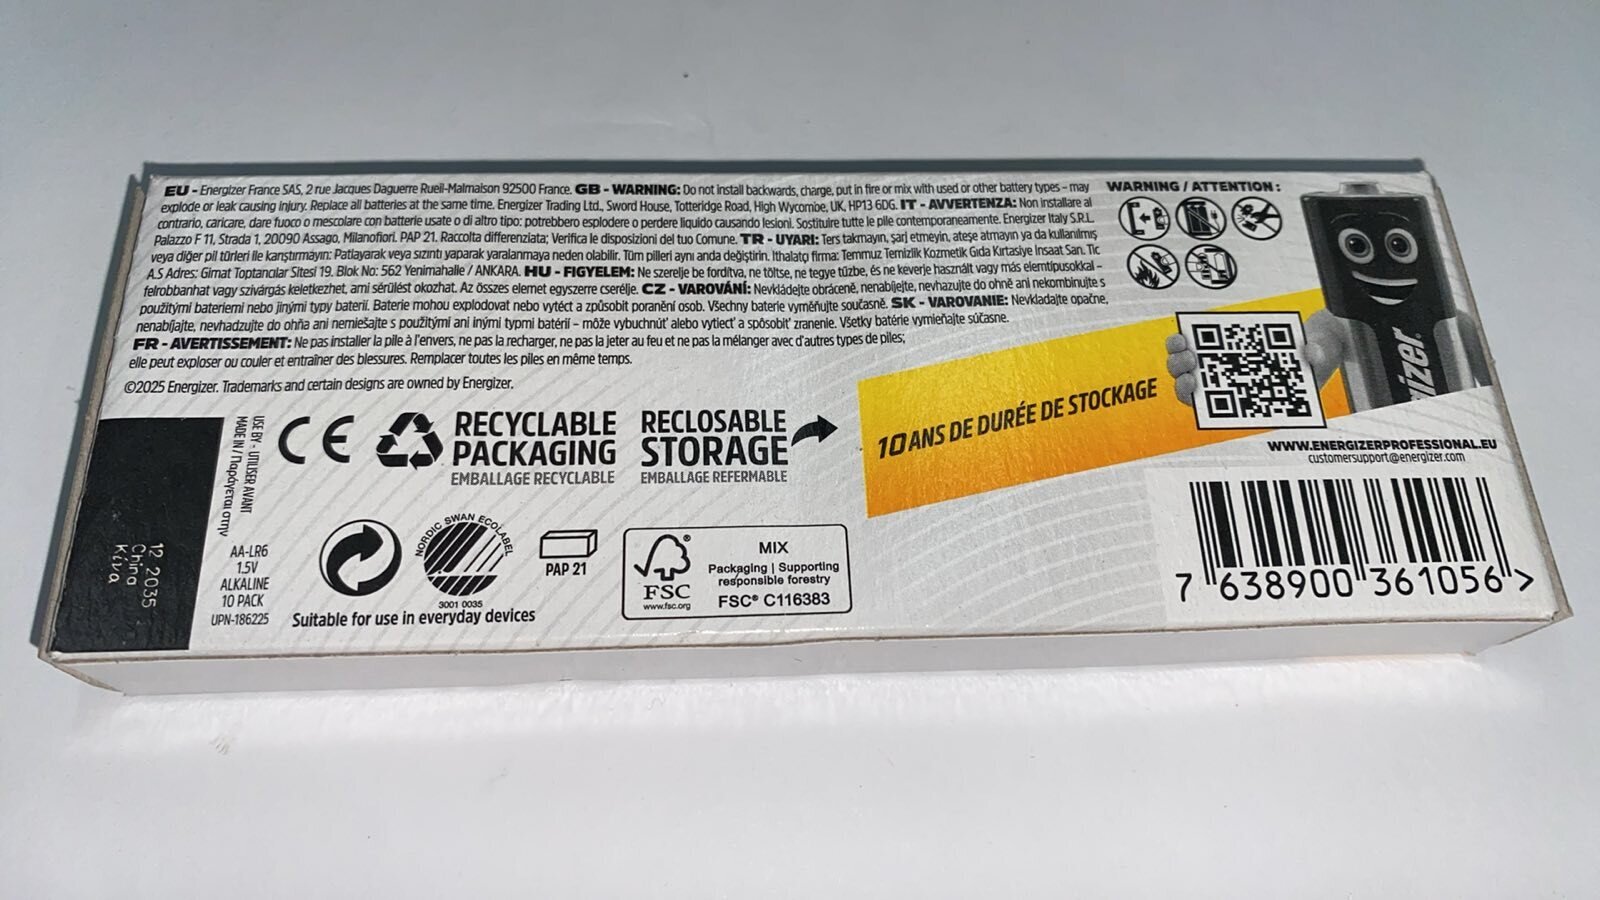 EU - Energizer France SAS, 2 rue Jacques Daguerre Rueil-Malmaison 92500 France. GB - WARNING: Do not install backwards, charge, put in fire or mix with used or other battery types – may
explode or leak causing injury. Replace all batteries at the same time. Energizer Trading Ltd., Sword House, Totteridge Road, High Wycombe, UK, HP13 6DG. IT - AVVERTENZA: Non installare al
contrario, caricare, dare fuoco o mescolare con batterie usate o di altro tipo: potrebbero esplodere o perdere liquido causando lesioni. Sostituire tutte le pile contemporaneamente. Energizer Italy S.R.L.
Palazzo F 11, Strada 1, 20090 Assago, Milanofiori. PAP 21. Raccolta differenziata; Verifica le disposizioni del tuo Comune. TR - UYARI: Ters takmayın, şarj etmeyin, ateşe atmayın ya da kullanılmış
veya diğer pil türleri ile karıştırmayın: Patlayarak veya sızıntı yaparak yaralanmaya neden olabilir. Tüm pilleri aynı anda değiştirin. İthalatçı firma: Temmuz Temizlik Kozmetik Gıda Kırtasiye İnsaat San. Tic
A.S Adres: Gimat Toptancılar Sitesi 19. Blok No: 562 Yenimahalle / ANKARA. HU - FIGYELEM: Ne szerelje be fordítva, ne töltse, ne tegye tűzbe, és ne keverje használt vagy más elemtípusokkal –
felrobbanhat vagy szivárgás keletkezhet, ami sérülést okozhat. Az összes elemet egyszerre cserélje. CZ - VAROVÁNÍ: Nevkládejte obráceně, nenabíjejte, nevhazujte do ohně ani nekombinujte s
použitými bateriemi nebo jinými typy baterií. Baterie mohou explodovat nebo vytéct a způsobit poranění osob. Všechny baterie vyměňujte současně. SK - VAROVANIE: Nevkladajte opačne,
nenabíjajte, nevhadzujte do ohňa ani nemiešajte s použitými ani inými typmi batérií – môže vybuchnúť alebo vytiecť a spôsobiť zranenie. Všetky batérie vymieňajte súčasne.
FR - AVERTISSEMENT: Ne pas installer la pile à l'envers, ne pas la recharger, ne pas la jeter au feu et ne pas la mélanger avec d'autres types de piles;
elle peut exploser ou couler et entraîner des blessures. Remplacer toutes les piles en même temps.
©2025 Energizer. Trademarks and certain designs are owned by Energizer.
WARNING / ATTENTION :
USE BY - UTILISER AVANT
MADE IN / Παράγεται στην
12 2035
China
Κίνα
CE
RECYCLABLE
PACKAGING
EMBALLAGE RECYCLABLE
RECLOSABLE
STORAGE
EMBALLAGE REFERMABLE
10 ANS DE DURÉE DE STOCKAGE
WWW.ENERGIZERPROFESSIONAL.EU
customersupport@energizer.com
AA-LR6
1.5V
ALKALINE
10 PACK
UPN-186225
NORDIC SWAN ECOLABEL
3001 0035
Suitable for use in everyday devices
PAP 21
FSC
www.fsc.org
MIX
Packaging | Supporting
responsible forestry
FSC® C116383
7 638900 361056 >